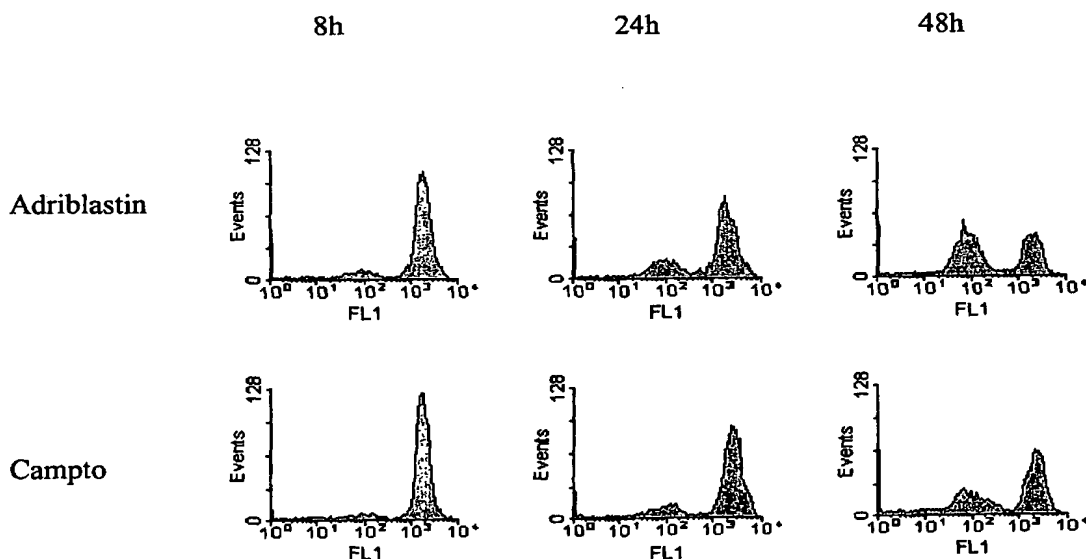 8h 24h 48h
Adriblastin
128 128 128
Events Events Events
0 0 0
10⁰ 10¹ 10² 10³ 10⁴ 10⁰ 10¹ 10² 10³ 10⁴ 10⁰ 10¹ 10² 10³ 10⁴
FL1 FL1 FL1
Campto
128 128 128
Events Events Events
0 0 0
10⁰ 10¹ 10² 10³ 10⁴ 10⁰ 10¹ 10² 10³ 10⁴ 10⁰ 10¹ 10² 10³ 10⁴
FL1 FL1 FL1